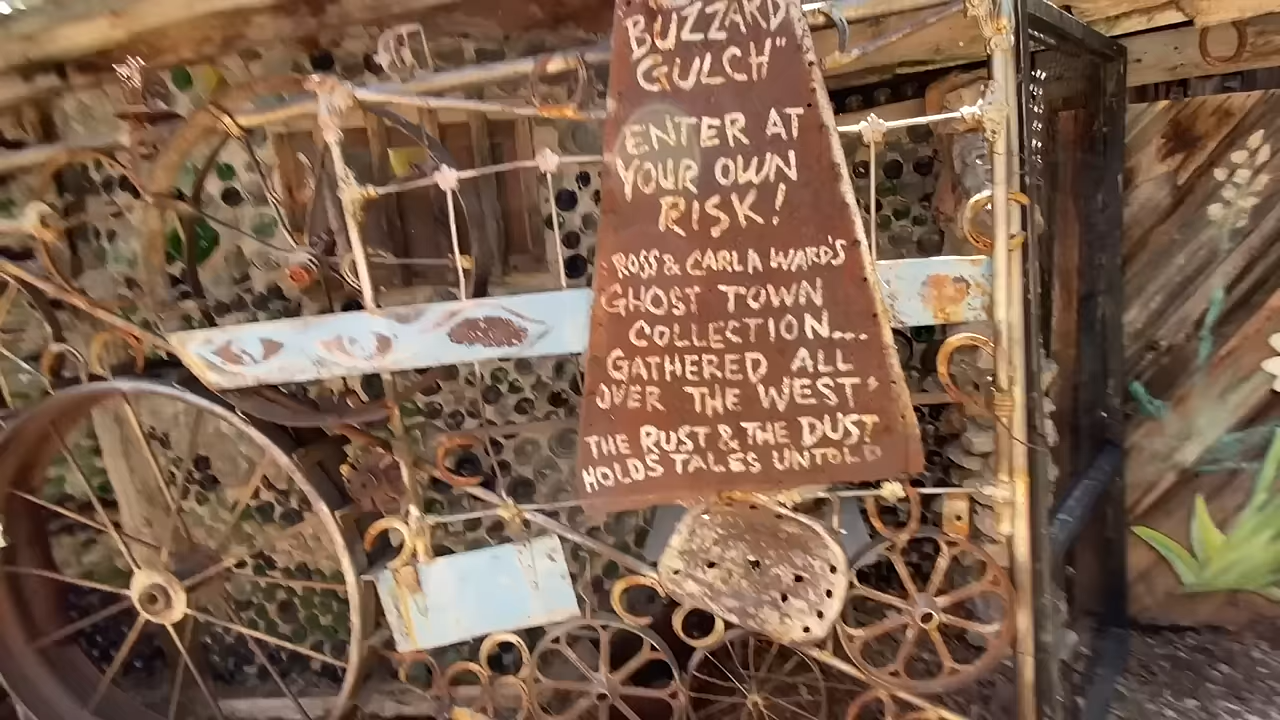 BUZZARD
GULCH"
ENTER AT
YOUR OWN
RISK!
ROSS & CARLA WARD'S
GHOST TOWN
COLLECTION...
GATHERED ALL
OVER THE WEST'
THE RUST & THE DUST
HOLDS TALES UNTOLD